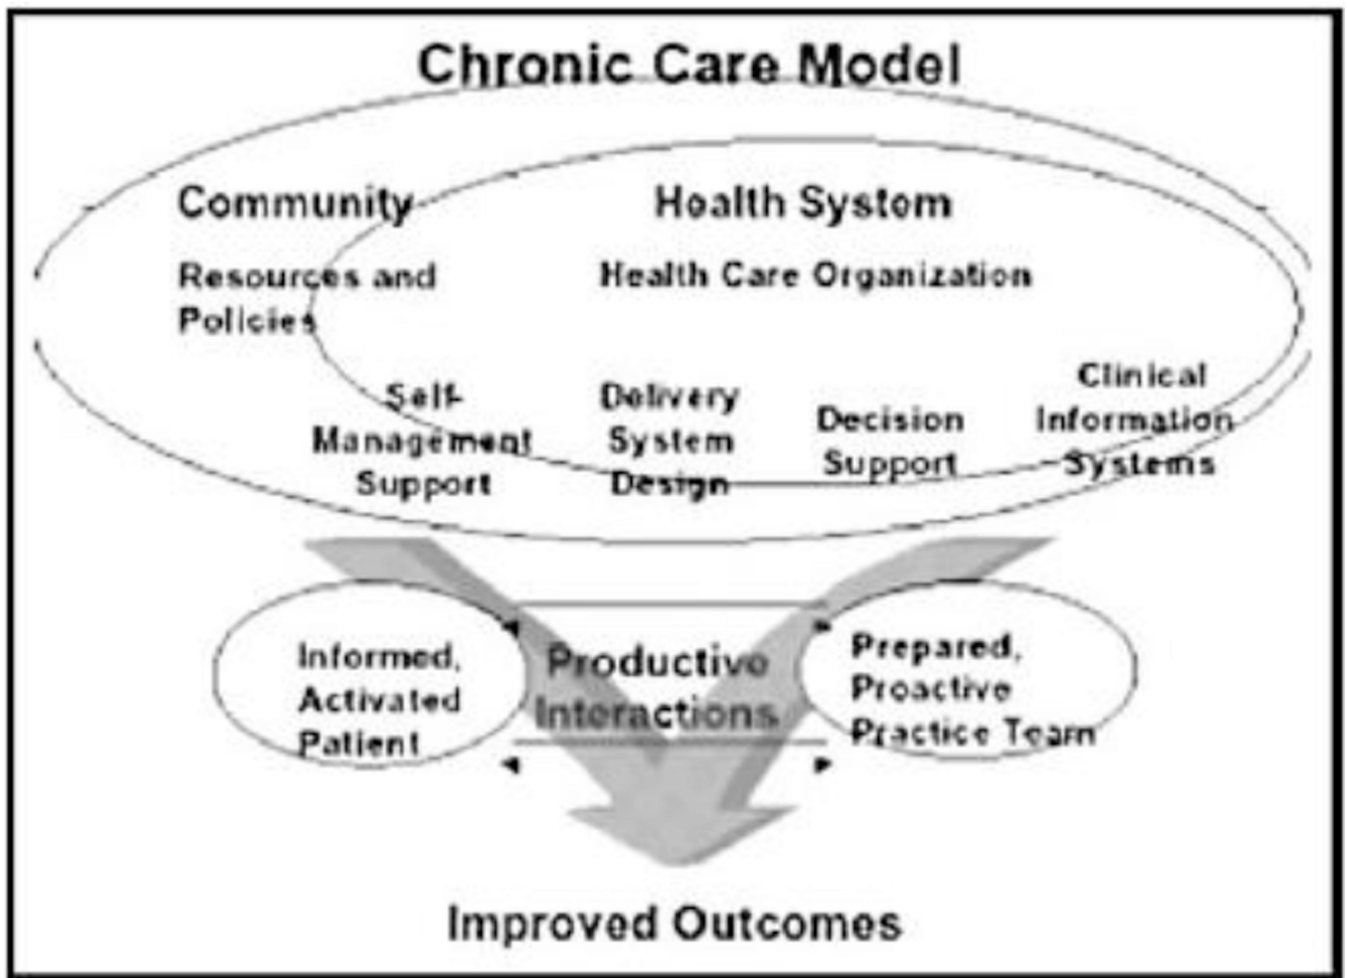 Chronic Care Model
Community
Health System
Resources and
Policies
Health Care Organization
Self-
Management
Support
Delivery
System
Design
Decision
Support
Clinical
Information
Systems
Informed,
Activated
Patient
Productive
Interactions
Prepared,
Proactive
Practice Team
Improved Outcomes